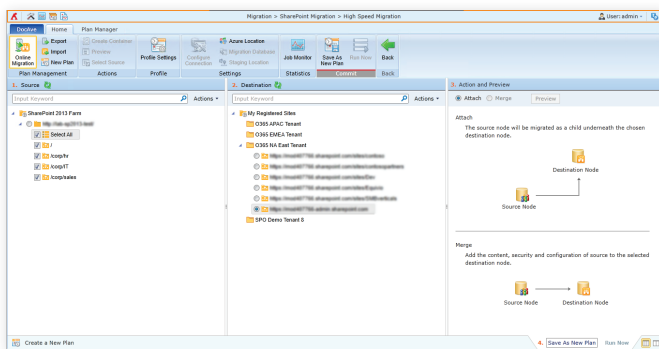 Migration > SharePoint Migration > High Speed Migration
User: admin
DocAve
Home
Plan Manager
Online Migration
Export
Import
New Plan
Plan Management
Create Container
Preview
Select Source
Actions
Profile Settings
Profile
Configure Connection
Azure Location
Migration Database
Staging Location
Settings
Job Monitor
Statistics
Save As New Plan
Run Now
Commit
Back
Back
1. Source
Input Keyword
Actions
SharePoint 2013 Farm
Select All
/
/corp/hr
/corp/IT
/corp/sales
2. Destination
Input Keyword
Actions
My Registered Sites
O365 APAC Tenant
O365 EMEA Tenant
O365 NA East Tenant
SPO Demo Tenant 8
3. Action and Preview
Attach
Merge
Preview
Attach
The source node will be migrated as a child underneath the chosen
destination node.
Destination Node
Source Node
Merge
Add the content, security and configuration of source to the selected
destination node.
Source Node
Destination Node
Create a New Plan
4. Save As New Plan
Run Now